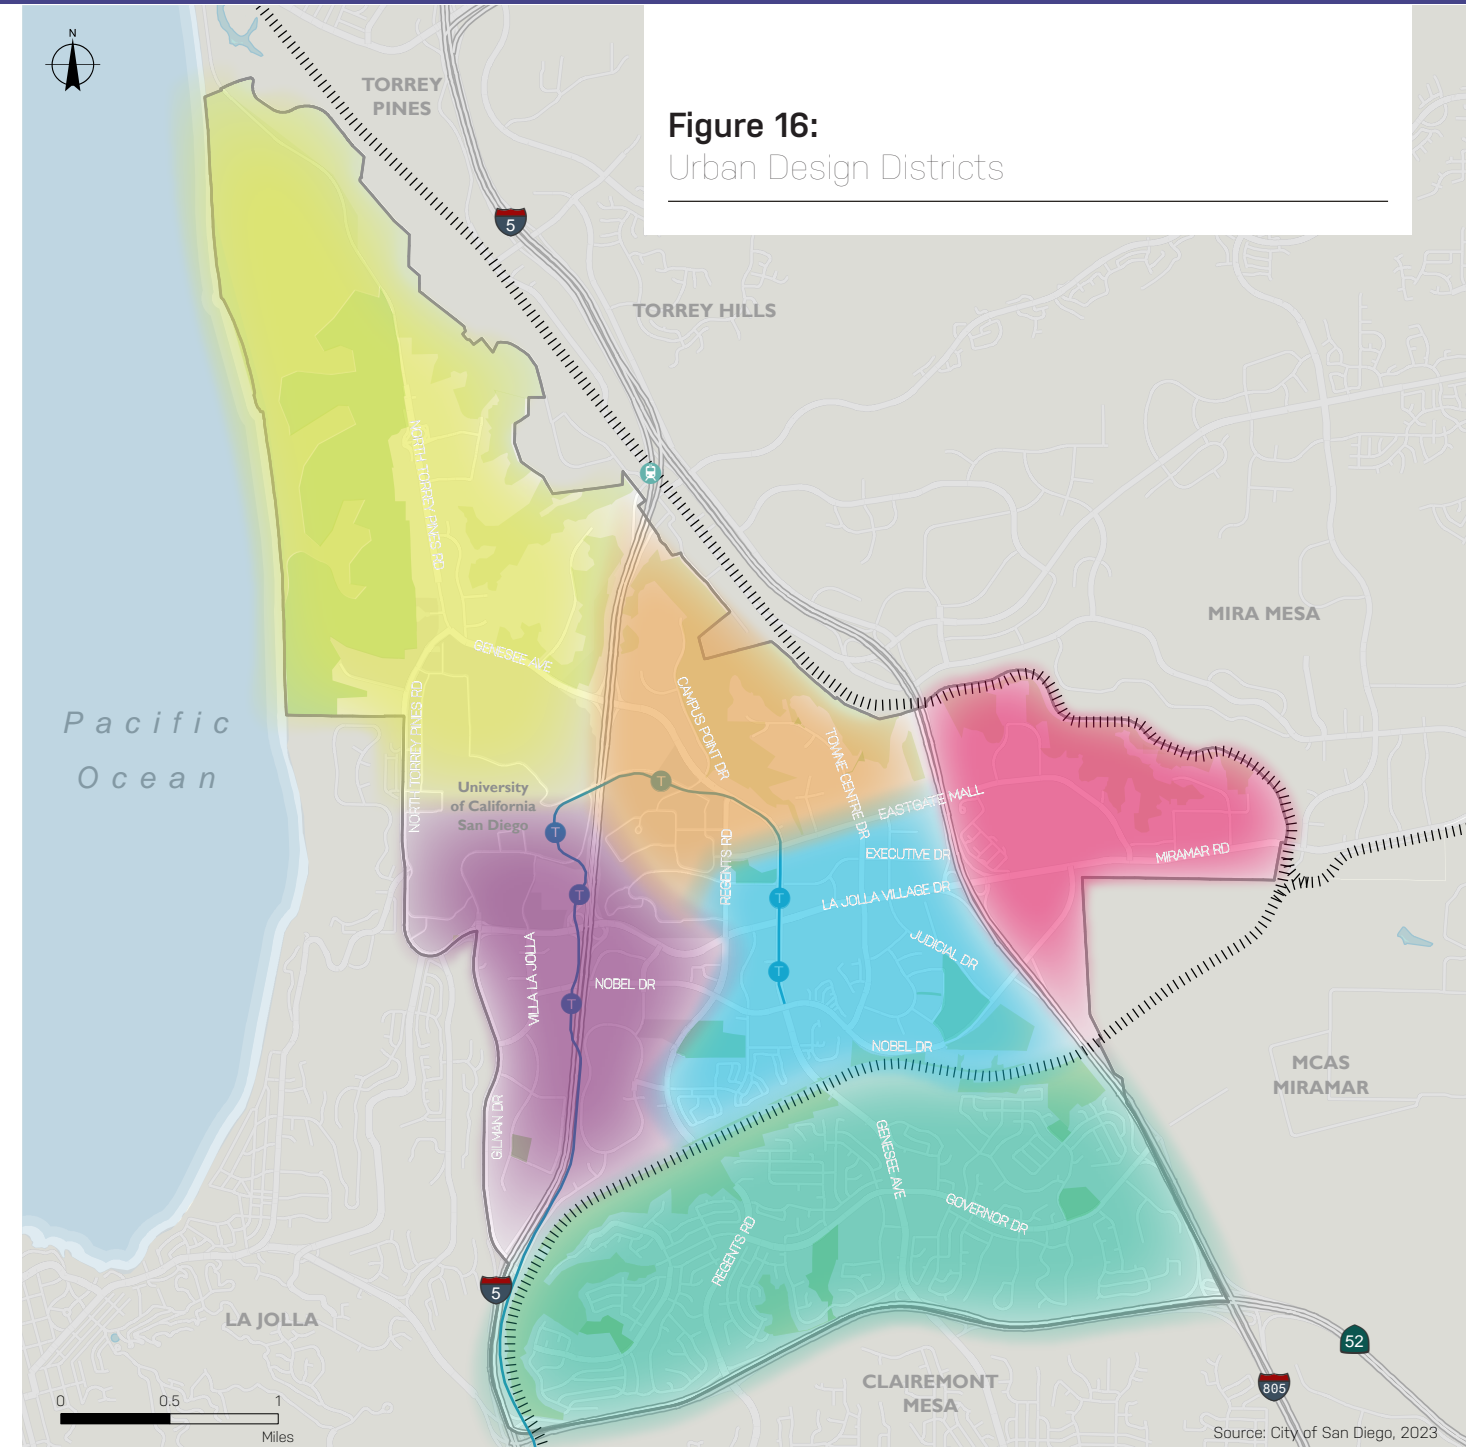 Figure 16:
Urban Design Districts
N
TORREY
PINES
5
TORREY HILLS
NORTH TORREY PINES RD
MIRA MESA
GENESEE AVE
CAMPUS POINT DR
NORTH TORREY PINES RD
TOWNE CENTRE DR
Pacific
Ocean
University
of California
San Diego
T
T
T
T
T
T
EASTGATE MALL
REGENTS RD
EXECUTIVE DR
MIRAMAR RD
LA JOLLA VILLAGE DR
JUDICIAL DR
VILLA LA JOLLA
NOBEL DR
NOBEL DR
MCAS
MIRAMAR
GILMAN DR
GENESEE AVE
GOVERNOR DR
REGENTS RD
5
LA JOLLA
52
805
CLAIREMONT
MESA
0 0.5 1
Miles
Source: City of San Diego, 2023